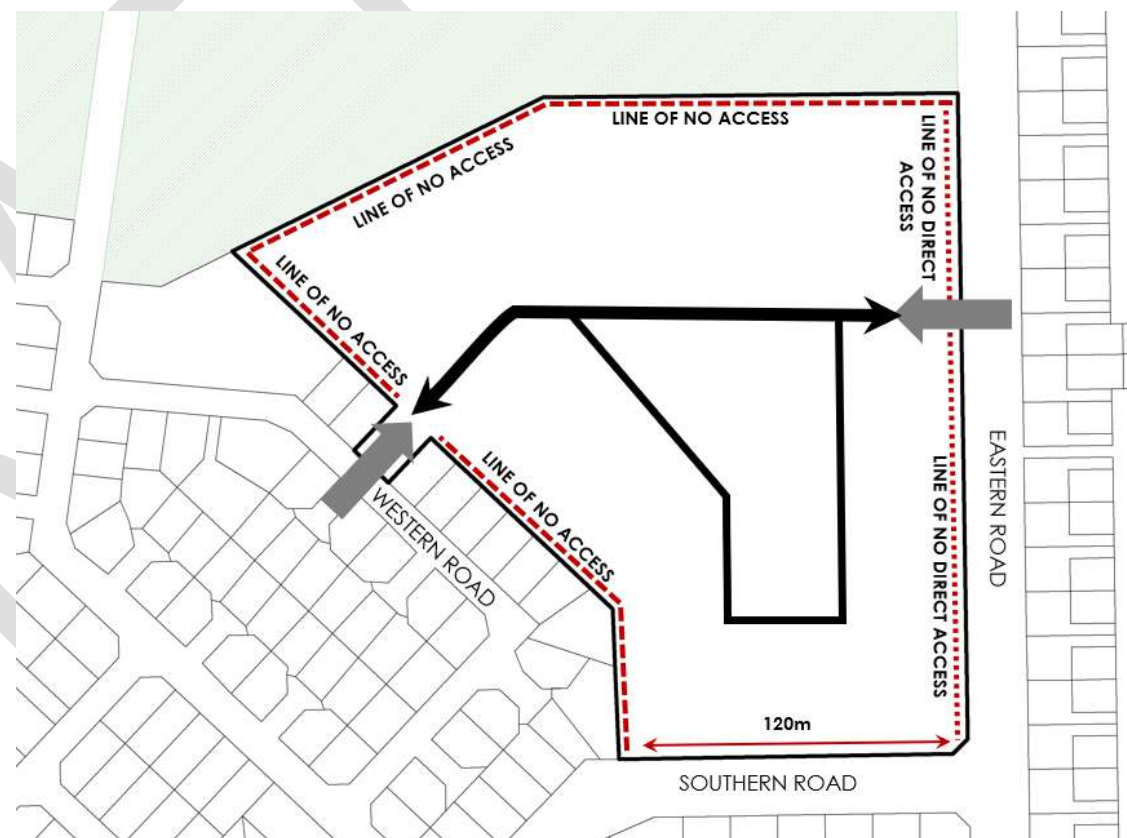 LINE OF NO ACCESS
LINE OF NO DIRECT
ACCESS
LINE OF NO ACCESS
LINE OF NO ACCESS
LINE OF NO ACCESS
WESTERN ROAD
EASTERN ROAD
LINE OF NO DIRECT ACCESS
120m
SOUTHERN ROAD